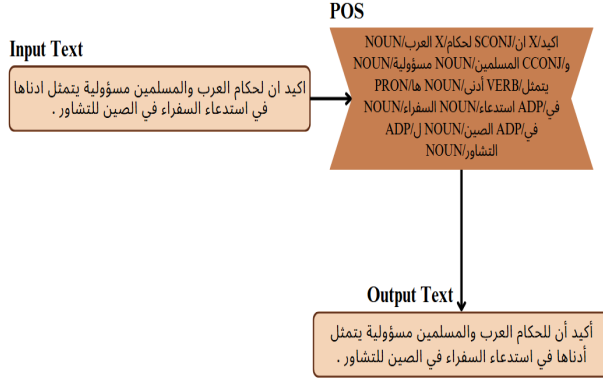 POS
Input Text
اكيد ان لحكام العرب والمسلمين مسؤولية يتمثل ادناها
في استدعاء السفراء في الصين للتشاور .
اكيد/X ان/SCONJ لحكام/X العرب/NOUN
و/CCONJ المسلمين/NOUN مسؤولية/NOUN
يتمثل/VERB أدنى/NOUN ها/PRON
في/ADP استدعاء/NOUN السفراء/NOUN
في/ADP الصين/NOUN ل/ADP
التشاور/NOUN
Output Text
أكيد أن للحكام العرب والمسلمين مسؤولية يتمثل
أدناها في استدعاء السفراء في الصين للتشاور .